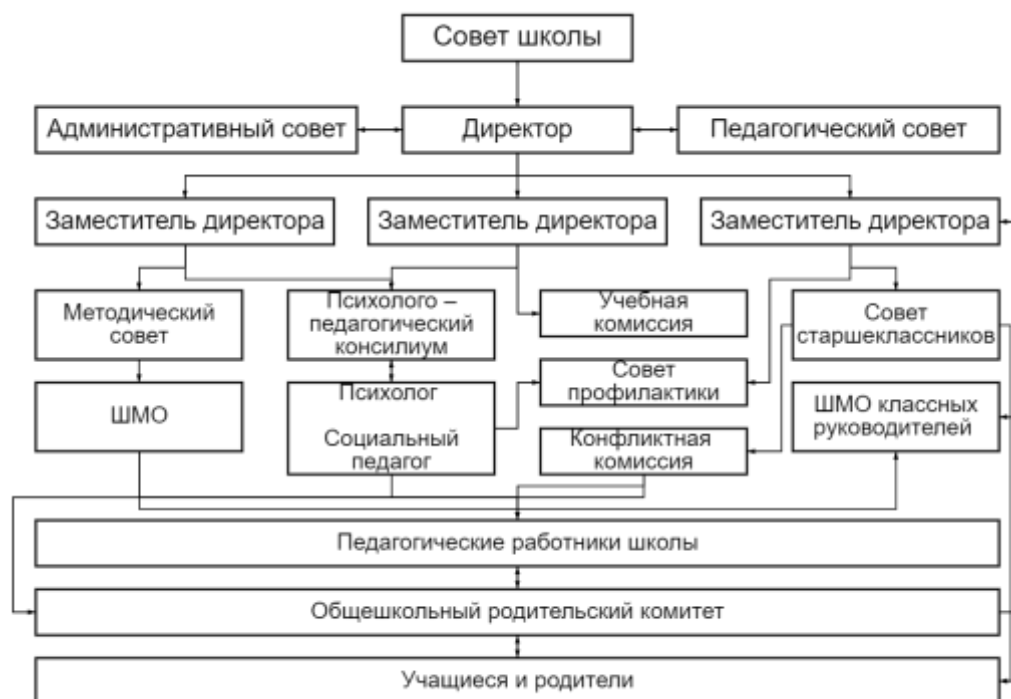 Совет школы
Административный совет
Директор
Педагогический совет
Заместитель директора
Заместитель директора
Заместитель директора
Методический
совет
Психолого –
педагогический
консилиум
Учебная
комиссия
Совет
старшеклассников
ШМО
Психолог
Социальный
педагог
Совет
профилактики
Конфликтная
комиссия
ШМО классных
руководителей
Педагогические работники школы
Общешкольный родительский комитет
Учащиеся и родители